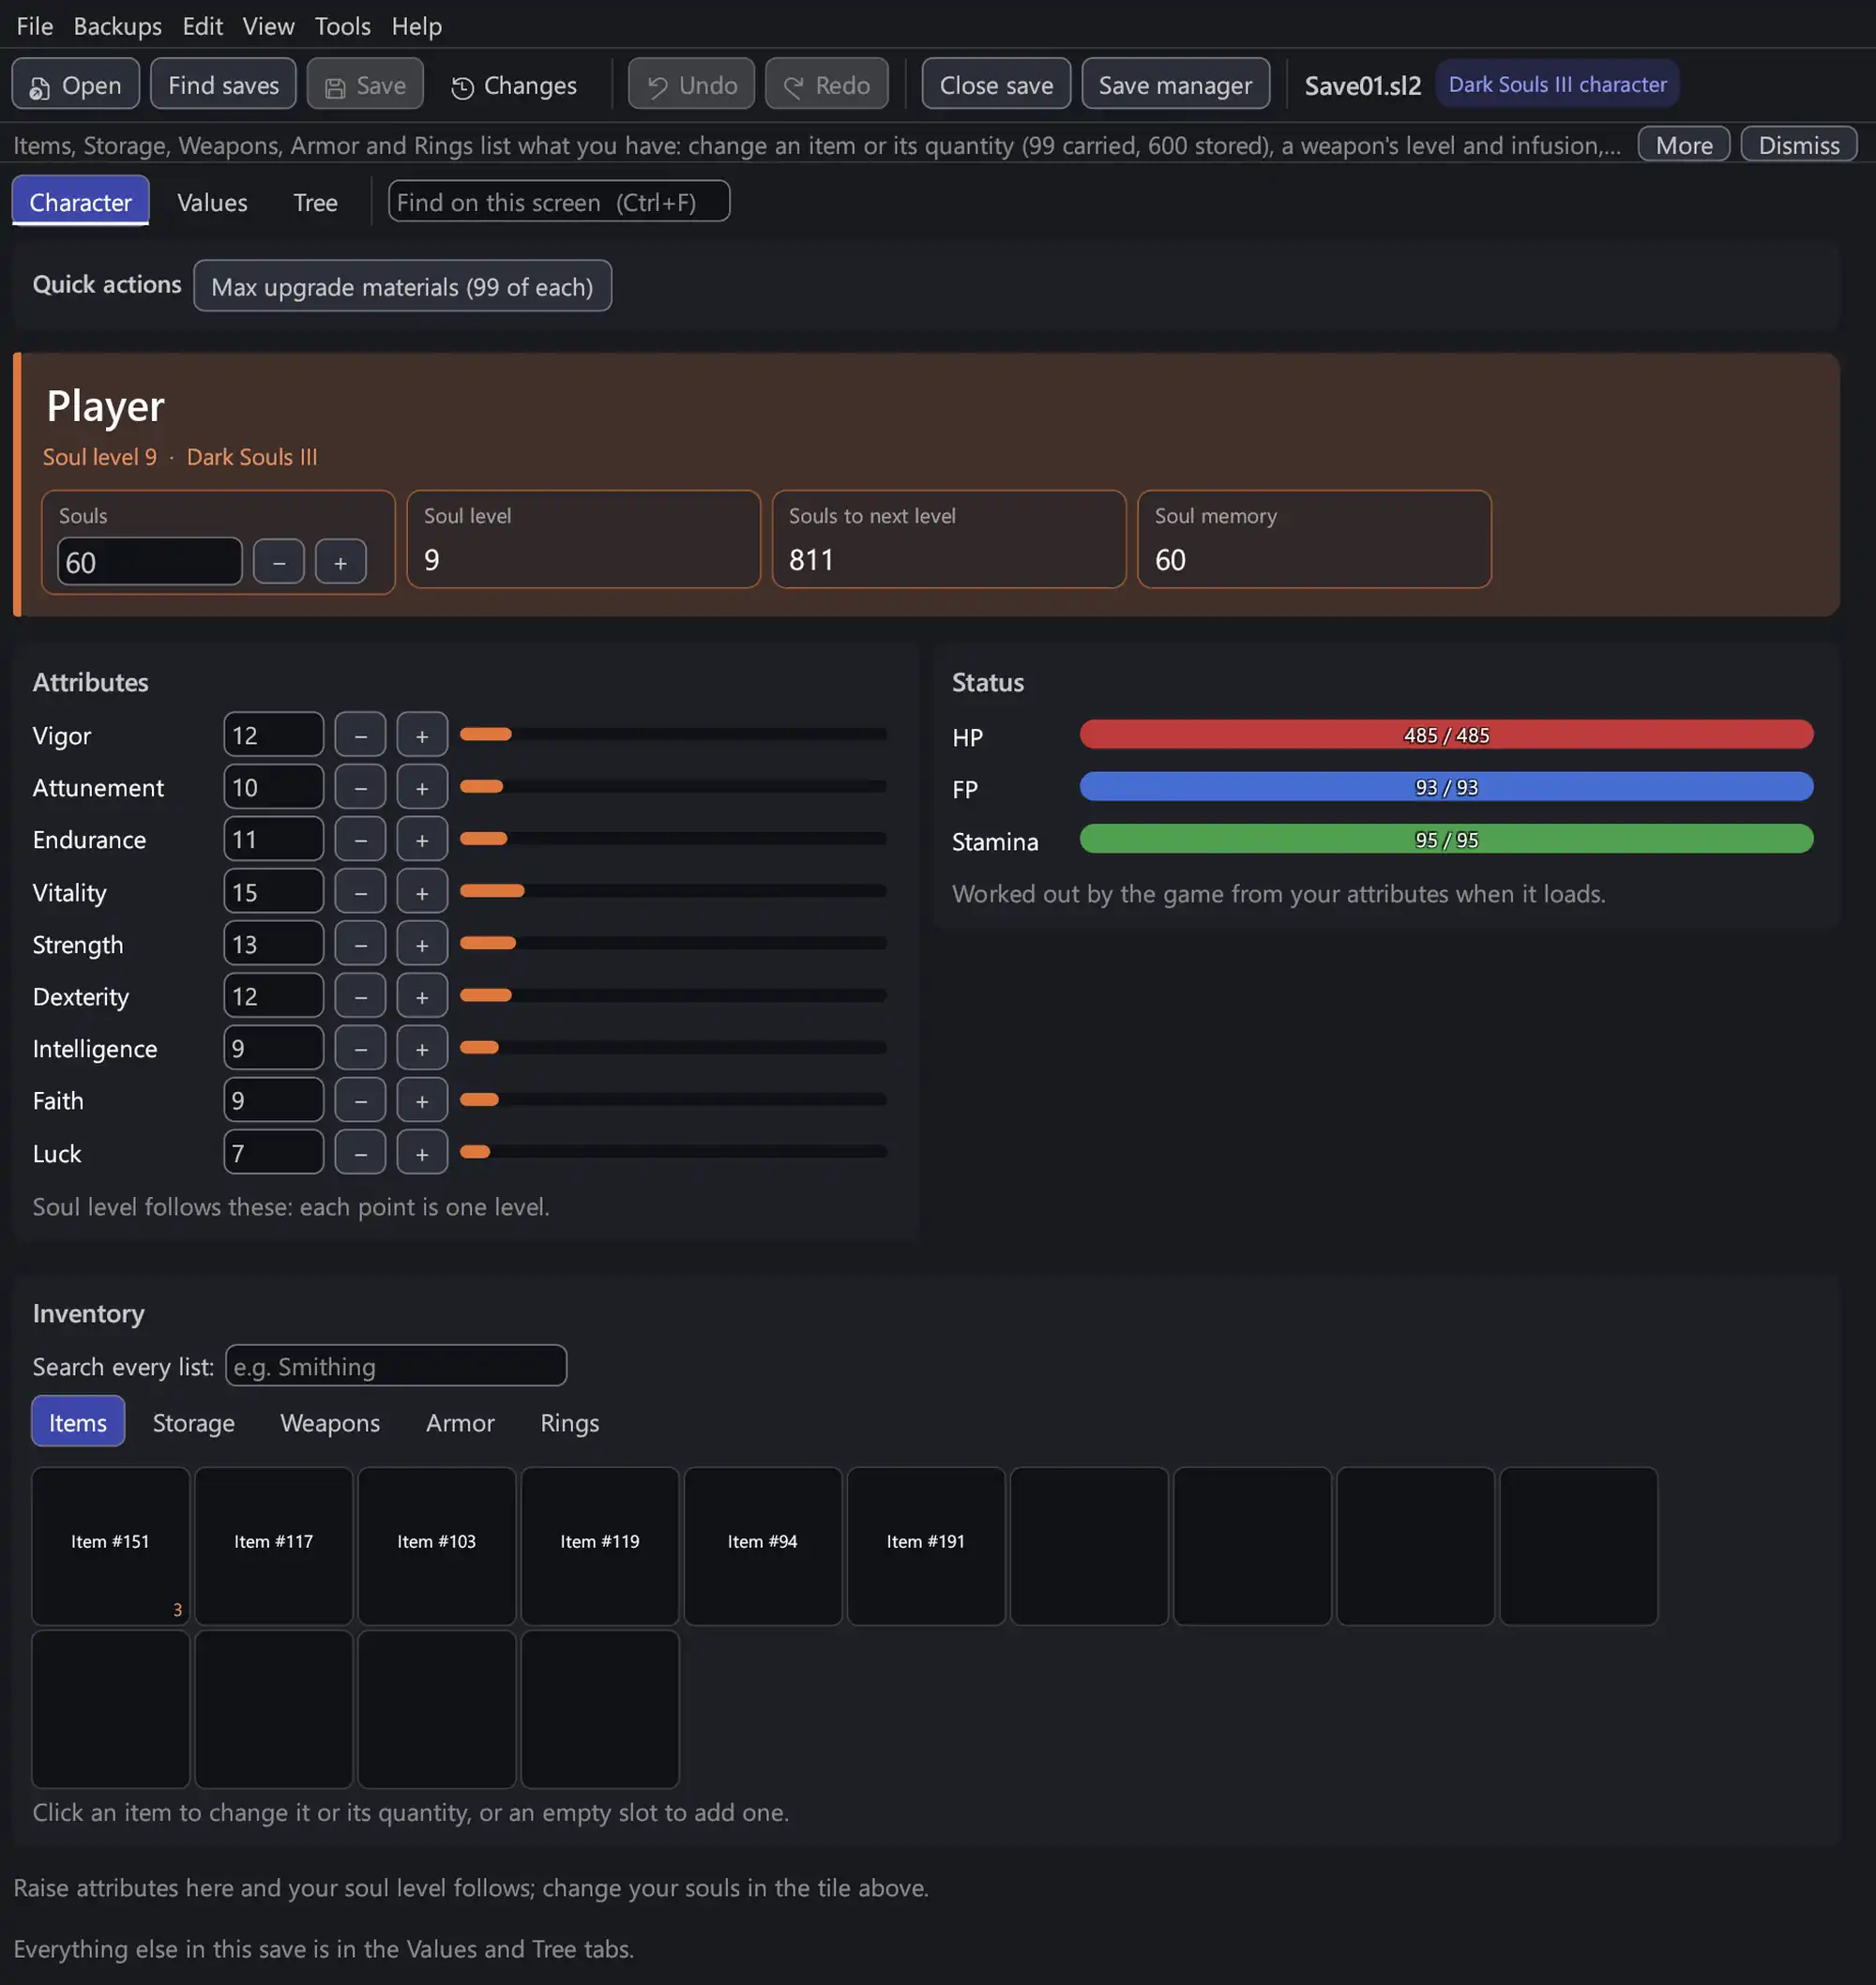 File Backups Edit View Tools Help
Open Find saves Save Changes Undo Redo Close save Save manager Save01.sl2 Dark Souls III character
Items, Storage, Weapons, Armor and Rings list what you have: change an item or its quantity (99 carried, 600 stored), a weapon's level and infusion,... More Dismiss
Character Values Tree Find on this screen (Ctrl+F)
Quick actions Max upgrade materials (99 of each)
Player
Soul level 9 · Dark Souls III
Souls Soul level Souls to next level Soul memory
60 − + 9 811 60
Attributes
Vigor 12 − +
Attunement 10 − +
Endurance 11 − +
Vitality 15 − +
Strength 13 − +
Dexterity 12 − +
Intelligence 9 − +
Faith 9 − +
Luck 7 − +
Soul level follows these: each point is one level.
Status
HP 485 / 485
FP 93 / 93
Stamina 95 / 95
Worked out by the game from your attributes when it loads.
Inventory
Search every list: e.g. Smithing
Items Storage Weapons Armor Rings
Item #151 Item #117 Item #103 Item #119 Item #94 Item #191
3
Click an item to change it or its quantity, or an empty slot to add one.
Raise attributes here and your soul level follows; change your souls in the tile above.
Everything else in this save is in the Values and Tree tabs.